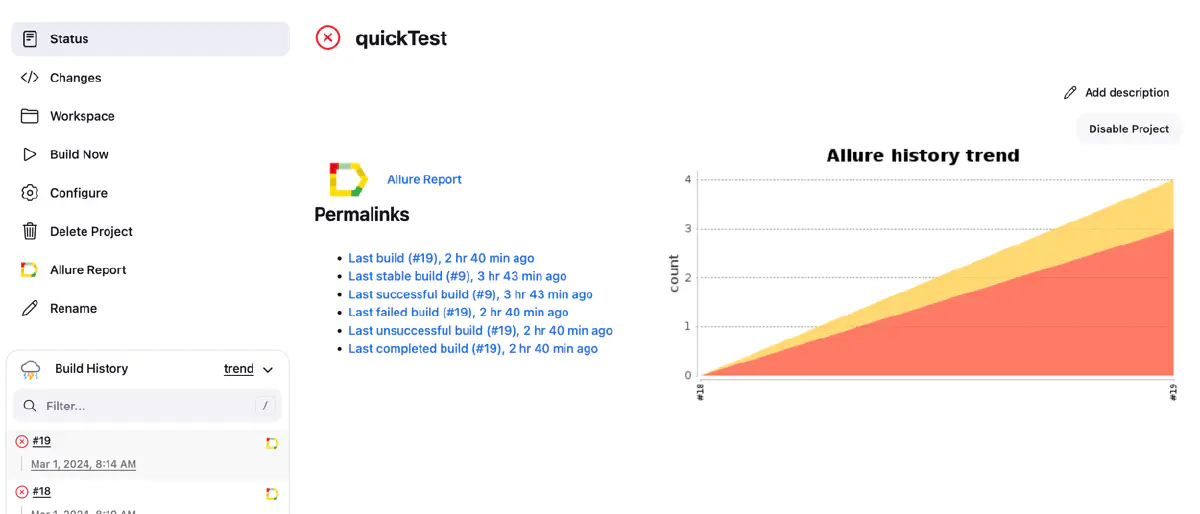 Status
Changes
Workspace
Build Now
Configure
Delete Project
Allure Report
Rename
Build History
trend
Filter...
/
#19
Mar 1, 2024, 8:14 AM
#18
quickTest
Add description
Disable Project
Allure Report
Permalinks
Last build (#19), 2 hr 40 min ago
Last stable build (#9), 3 hr 43 min ago
Last successful build (#9), 3 hr 43 min ago
Last failed build (#19), 2 hr 40 min ago
Last unsuccessful build (#19), 2 hr 40 min ago
Last completed build (#19), 2 hr 40 min ago
Allure history trend
4
3
2
1
0
count
#18
#19